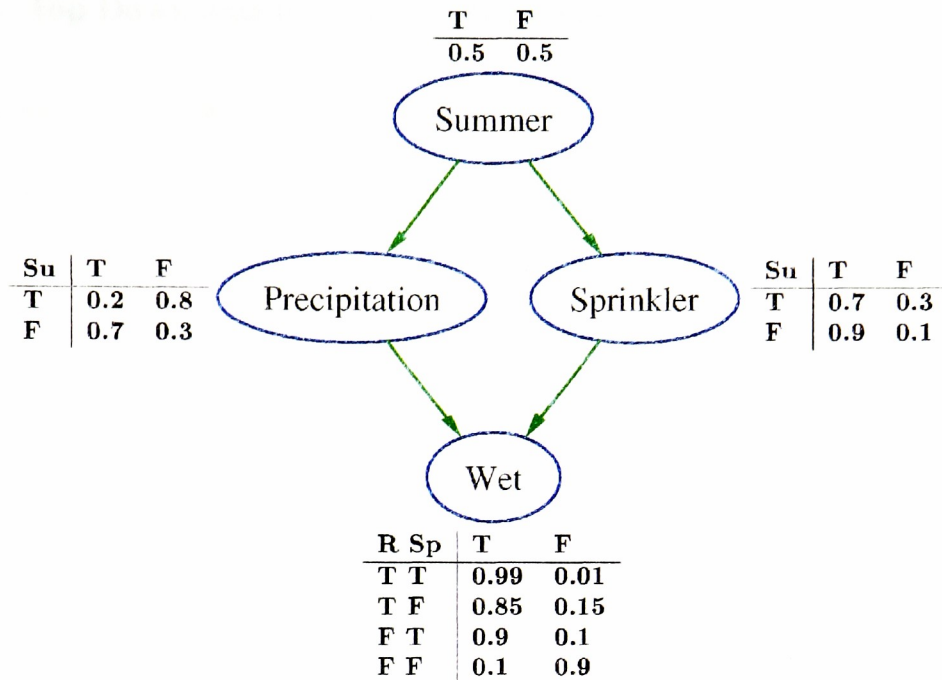 T F
0.5 0.5
Summer
Su T F
T 0.2 0.8
F 0.7 0.3
Precipitation
Sprinkler
Su T F
T 0.7 0.3
F 0.9 0.1
Wet
R Sp T F
T T 0.99 0.01
T F 0.85 0.15
F T 0.9 0.1
F F 0.1 0.9